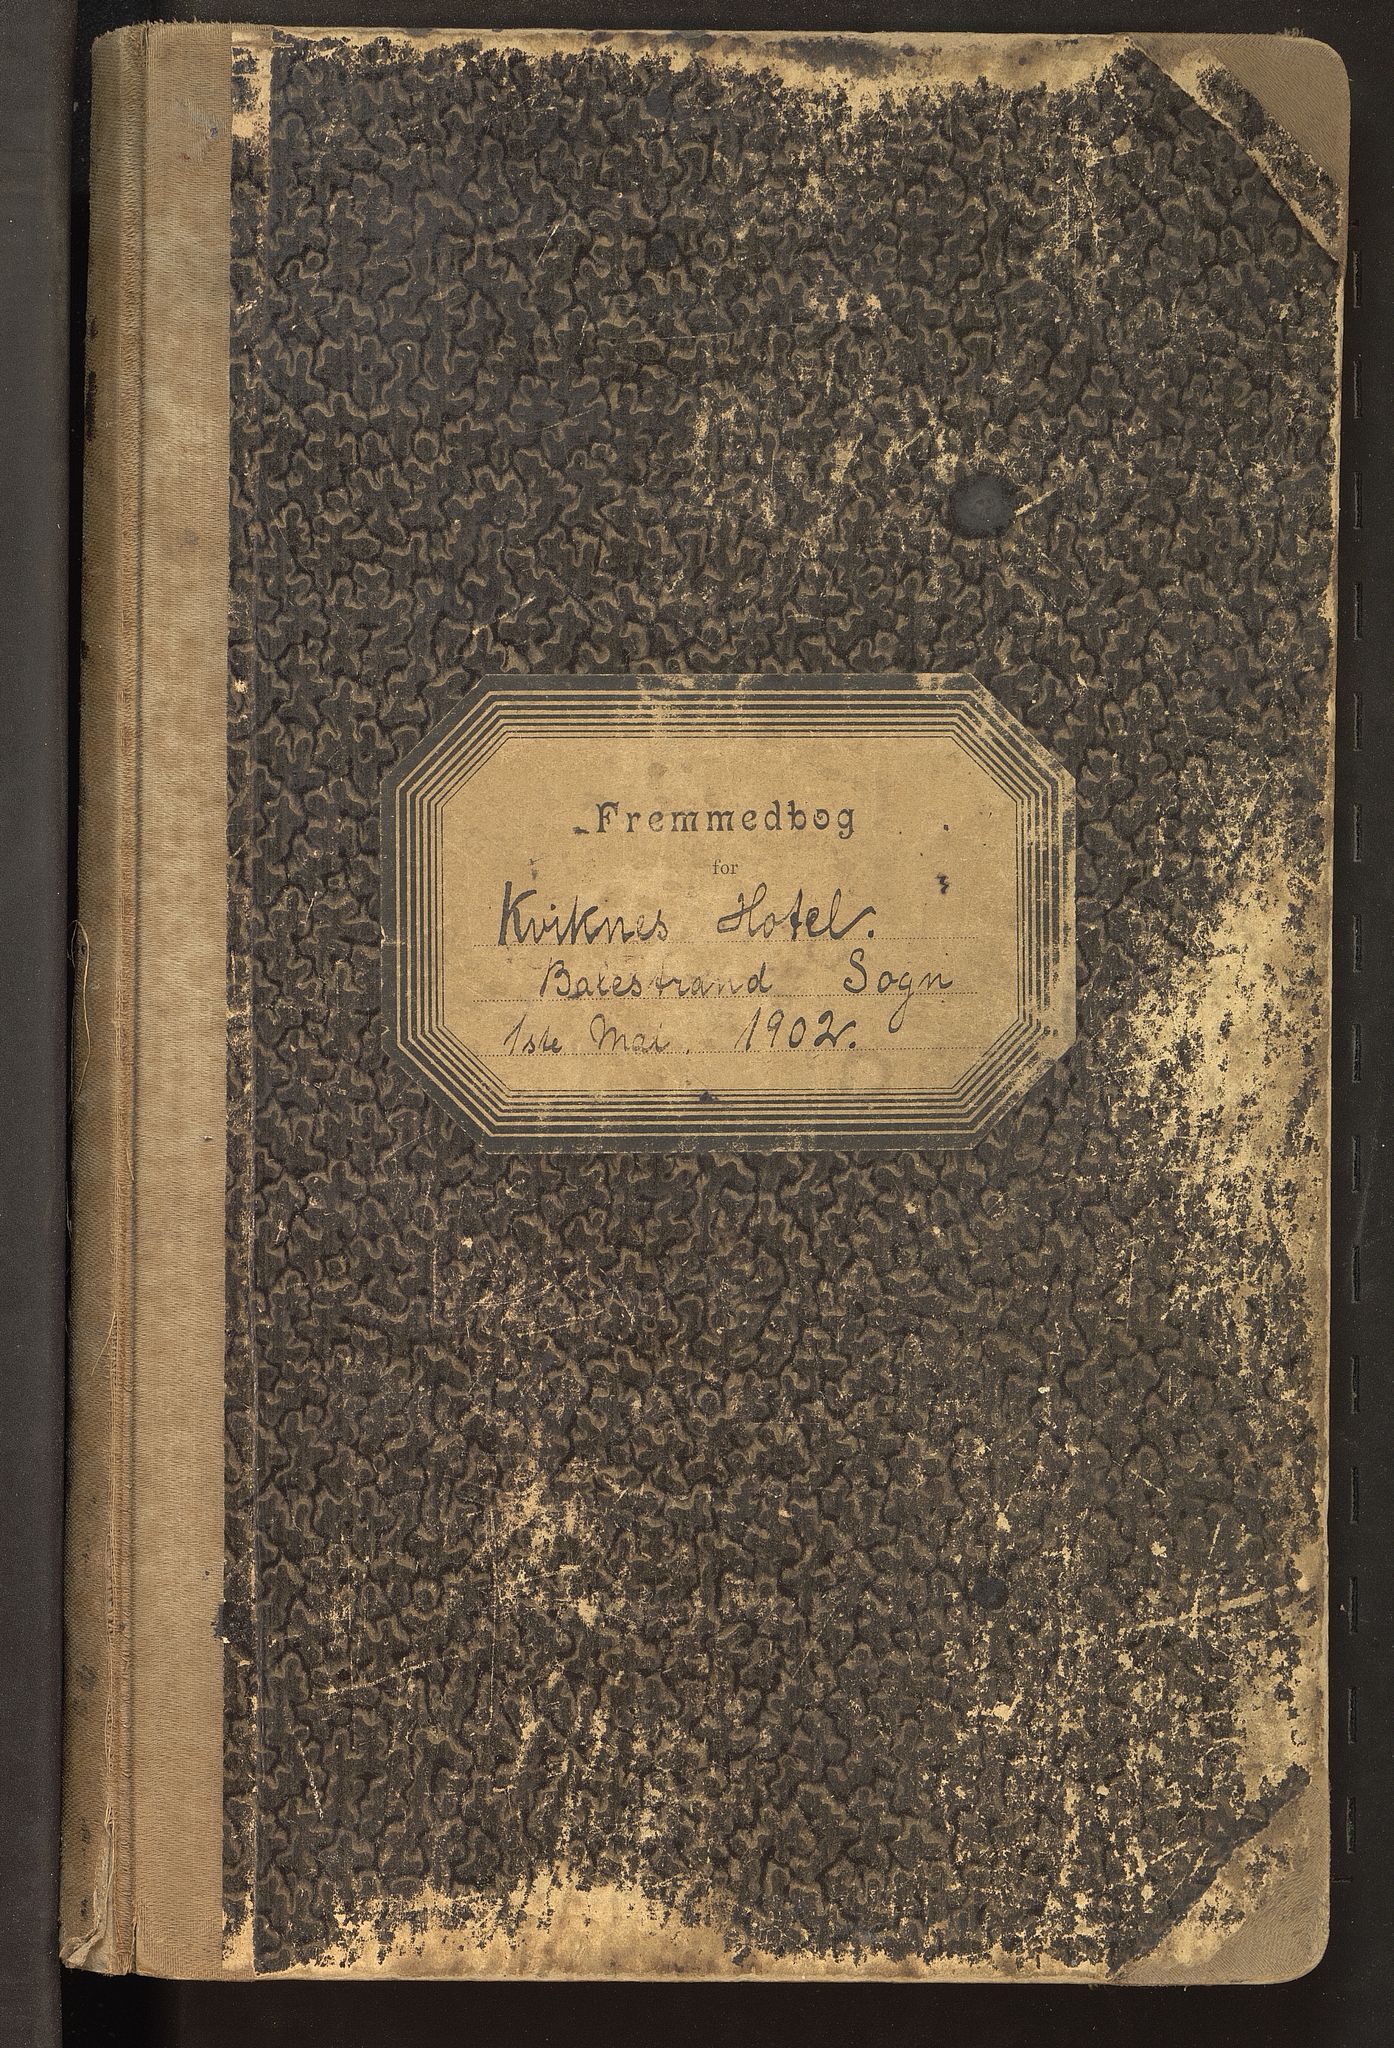 Fremmedbog
for
Kviknes Hotel.
Balestrand Sogn
1ste Mai. 1902.